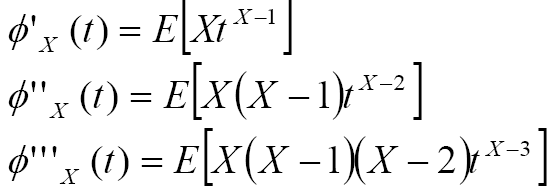 ϕ'_X (t) = E[Xt^{X−1}]
ϕ''_X (t) = E[X(X −1)t^{X−2}]
ϕ'''_X (t) = E[X(X −1)(X − 2)t^{X−3}]